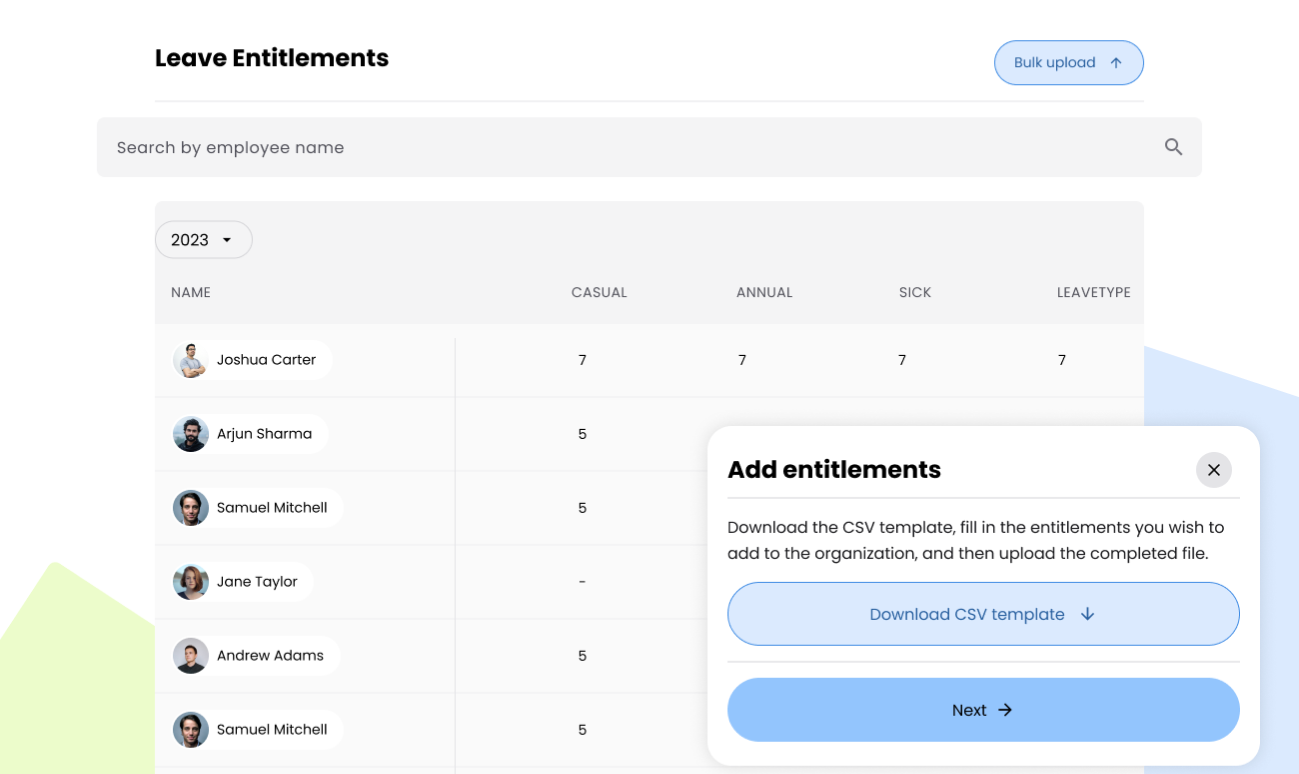 Leave Entitlements
Bulk upload
Search by employee name
2023
NAME CASUAL ANNUAL SICK LEAVETYPE
Joshua Carter 7 7 7 7
Arjun Sharma 5
Samuel Mitchell 5
Jane Taylor -
Andrew Adams 5
Samuel Mitchell 5
Add entitlements
Download the CSV template, fill in the entitlements you wish to
add to the organization, and then upload the completed file.
Download CSV template
Next